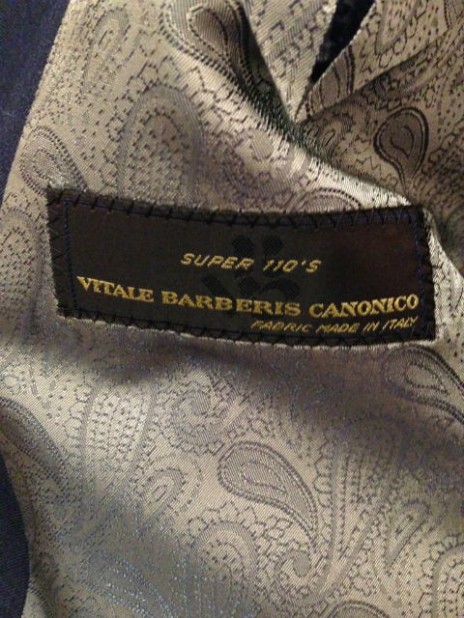 SUPER 110'S
VITALE BARBERIS CANONICO
FABRIC MADE IN ITALY